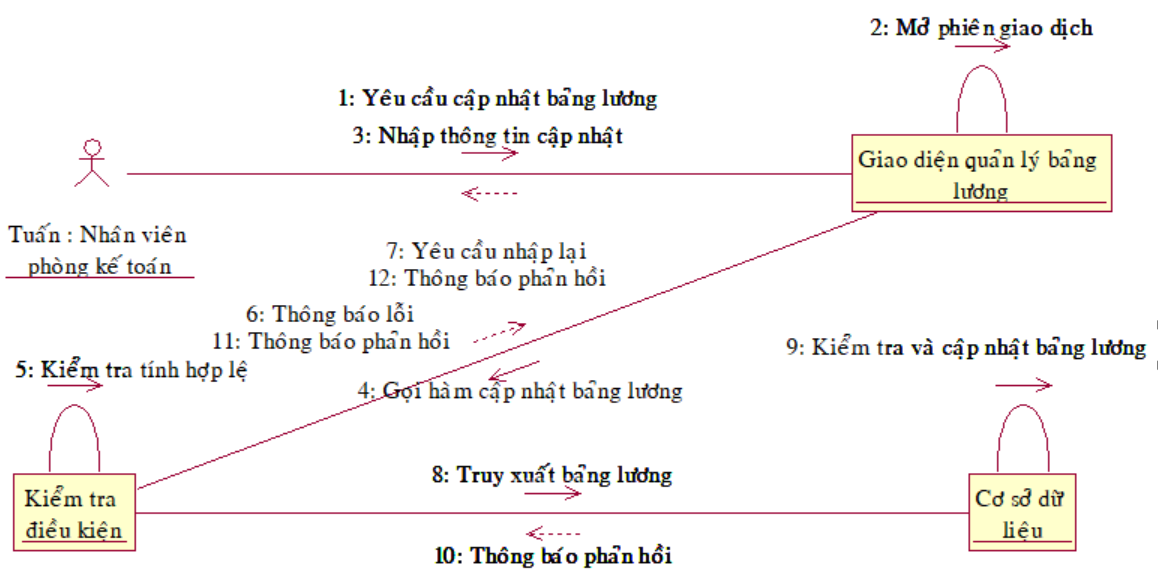 2: Mở phiên giao dịch
1: Yêu cầu cập nhật bảng lương
3: Nhập thông tin cập nhật
Giao diện quản lý bảng
lương
Tuấn : Nhân viên
phòng kế toán
7: Yêu cầu nhập lại
12: Thông báo phản hồi
6: Thông báo lỗi
11: Thông báo phản hồi
9: Kiểm tra và cập nhật bảng lương
5: Kiểm tra tính hợp lệ
4: Gọi hàm cập nhật bảng lương
8: Truy xuất bảng lương
Kiểm tra
điều kiện
Cơ sở dữ
liệu
10: Thông báo phản hồi